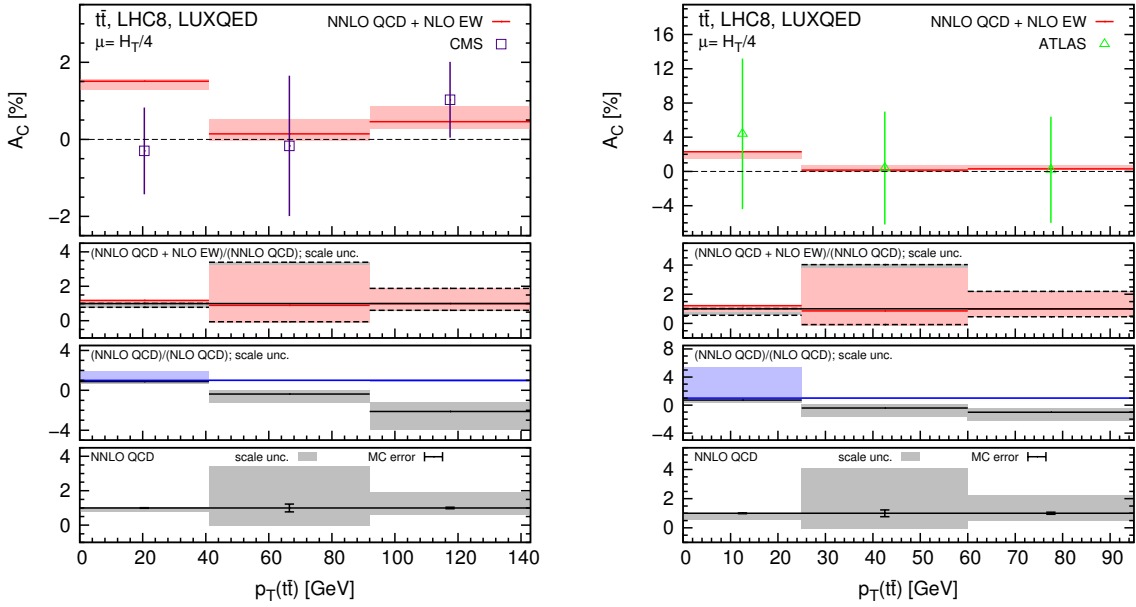 tt̄, LHC8, LUXQED
μ= H_T/4
NNLO QCD + NLO EW
CMS
A_C [%]
2
0
−2
(NNLO QCD + NLO EW)/(NNLO QCD); scale unc.
4
2
0
(NNLO QCD)/(NLO QCD); scale unc.
4
0
−4
NNLO QCD
scale unc.
MC error
4
2
0
0 20 40 60 80 100 120 140
p_T(tt̄) [GeV]
tt̄, LHC8, LUXQED
μ= H_T/4
NNLO QCD + NLO EW
ATLAS
A_C [%]
16
12
8
4
0
−4
(NNLO QCD + NLO EW)/(NNLO QCD); scale unc.
4
2
0
(NNLO QCD)/(NLO QCD); scale unc.
8
4
0
−4
NNLO QCD
scale unc.
MC error
4
2
0
0 10 20 30 40 50 60 70 80 90
p_T(tt̄) [GeV]